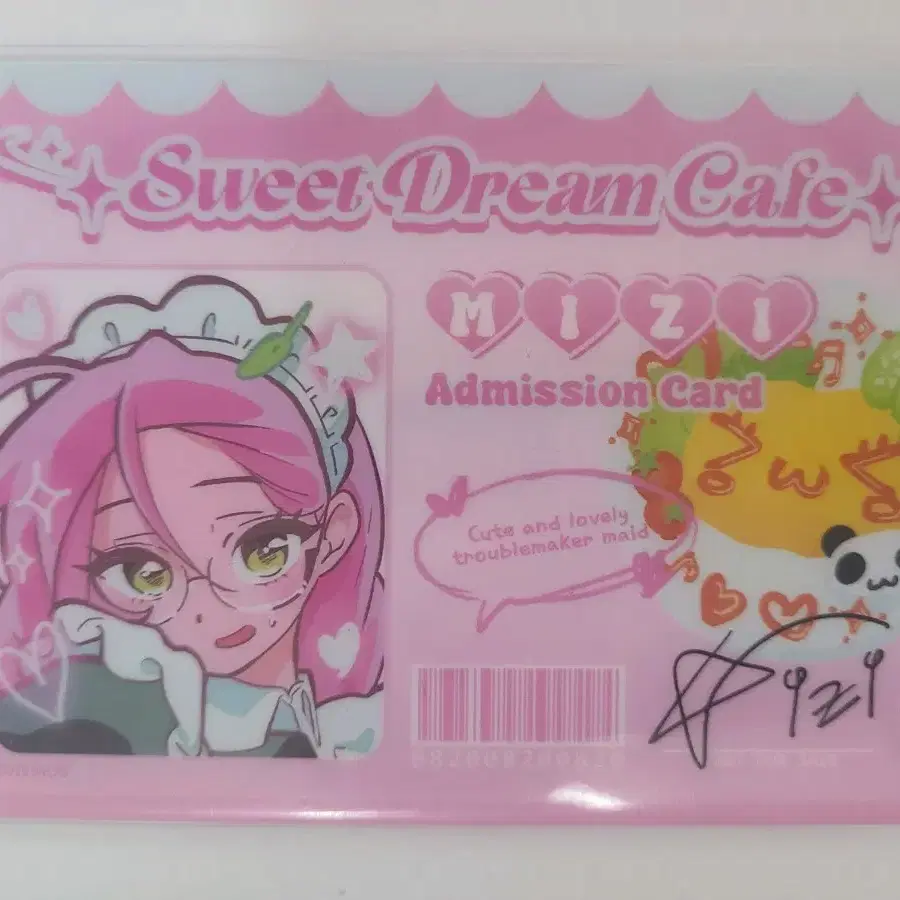 Sweet Dream Cafe
MIZI
Admission Card
Cute and lovely
troublemaker maid
Mizi